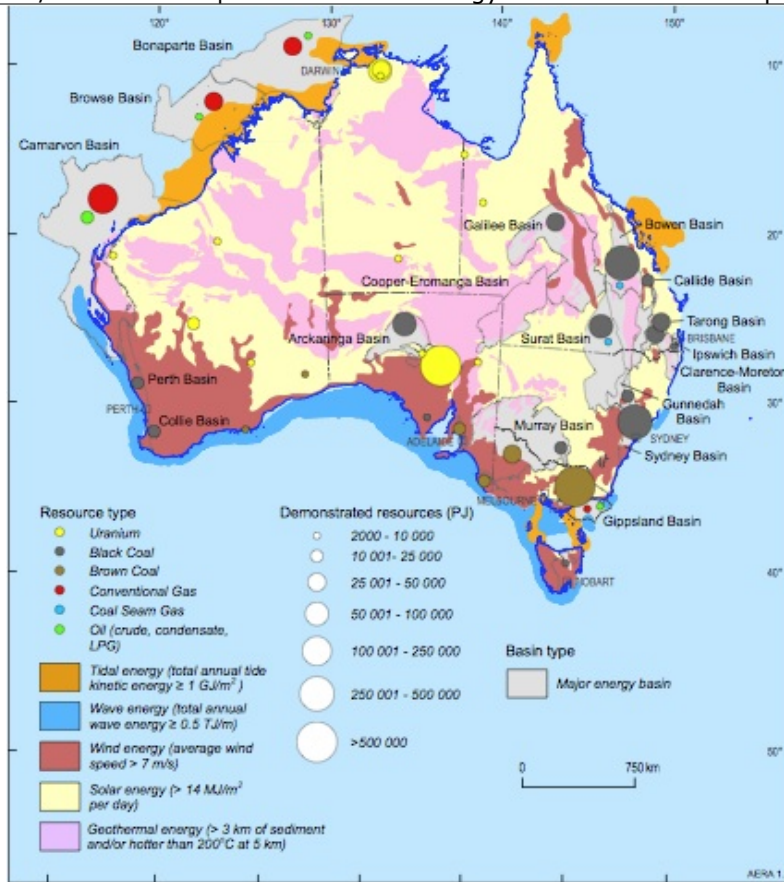 120°
130°
140°
150°
Bonaparte Basin
DARWIN
10°
Browse Basin
Carnarvon Basin
Galilee Basin
Bowen Basin
20°
Cooper-Eromanga Basin
Callide Basin
Arckaringa Basin
Surat Basin
Tarong Basin
BRISBANE
Ipswich Basin
Clarence-Moreton
Basin
Perth Basin
PERTH
Collie Basin
Gunnedah
Basin
30°
Murray Basin
ADELAIDE
SYDNEY
Sydney Basin
MELBOURNE
Gippsland Basin
HOBART
40°
50°
Resource type
Uranium
Black Coal
Brown Coal
Conventional Gas
Coal Seam Gas
Oil (crude, condensate,
LPG)
Tidal energy (total annual tide
kinetic energy ≥ 1 GJ/m² )
Wave energy (total annual
wave energy ≥ 0.5 TJ/m)
Wind energy (average wind
speed > 7 m/s)
Solar energy (> 14 MJ/m²
per day)
Geothermal energy (> 3 km of sediment
and/or hotter than 200°C at 5 km)
Demonstrated resources (PJ)
2000 - 10 000
10 001- 25 000
25 001 - 50 000
50 001 - 100 000
100 001 - 250 000
250 001 - 500 000
>500 000
Basin type
Major energy basin
0
750 km
AERA